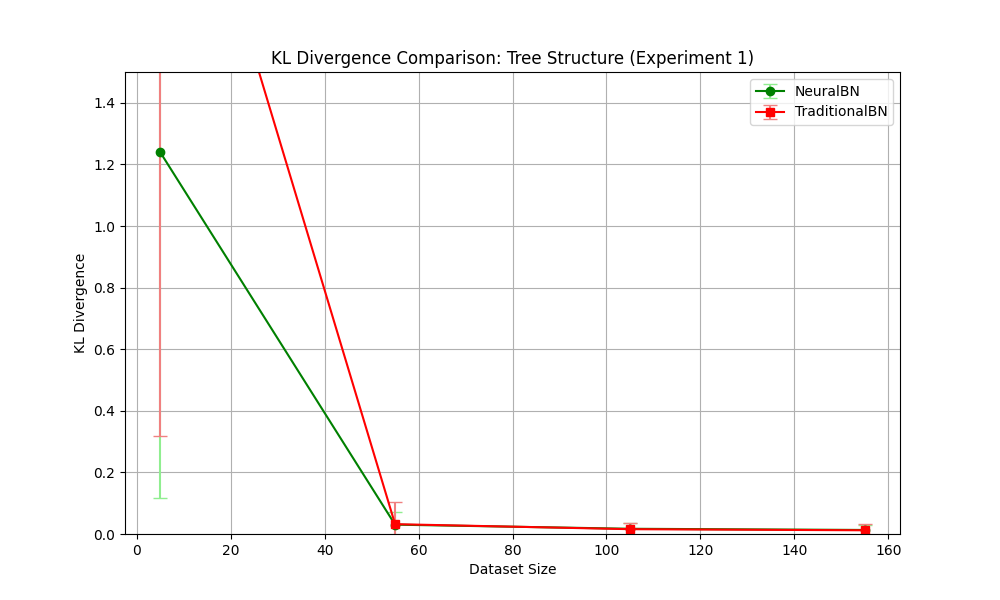 KL Divergence Comparison: Tree Structure (Experiment 1)
NeuralBN
TraditionalBN
KL Divergence
1.4
1.2
1.0
0.8
0.6
0.4
0.2
0.0
0 20 40 60 80 100 120 140 160
Dataset Size